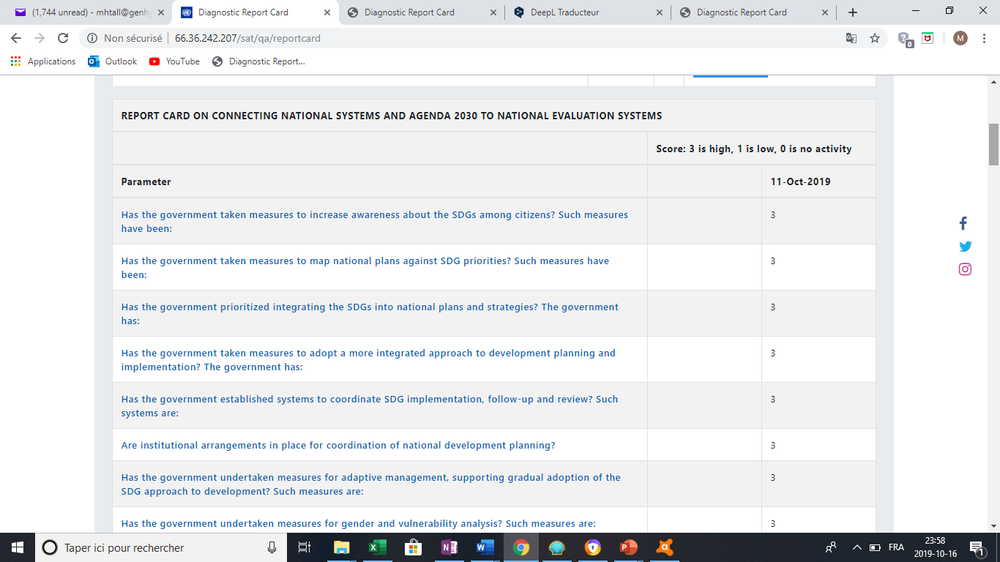 (1,744 unread) - mhtall@genhy
Diagnostic Report Card
Diagnostic Report Card
DeepL Traducteur
Diagnostic Report Card
Non sécurisé
66.36.242.207/sat/qa/reportcard
0
M
Applications
Outlook
YouTube
Diagnostic Report...
REPORT CARD ON CONNECTING NATIONAL SYSTEMS AND AGENDA 2030 TO NATIONAL EVALUATION SYSTEMS
Score: 3 is high, 1 is low, 0 is no activity
Parameter
11-Oct-2019
Has the government taken measures to increase awareness about the SDGs among citizens? Such measures
have been:
3
Has the government taken measures to map national plans against SDG priorities? Such measures have
been:
3
Has the government prioritized integrating the SDGs into national plans and strategies? The government
has:
3
Has the government taken measures to adopt a more integrated approach to development planning and
implementation? The government has:
3
Has the government established systems to coordinate SDG implementation, follow-up and review? Such
systems are:
3
Are institutional arrangements in place for coordination of national development planning?
3
Has the government undertaken measures for adaptive management, supporting gradual adoption of the
SDG approach to development? Such measures are:
3
Has the government undertaken measures for gender and vulnerability analysis? Such measures are:
3
Taper ici pour rechercher
FRA
23:58
2019-10-16
1